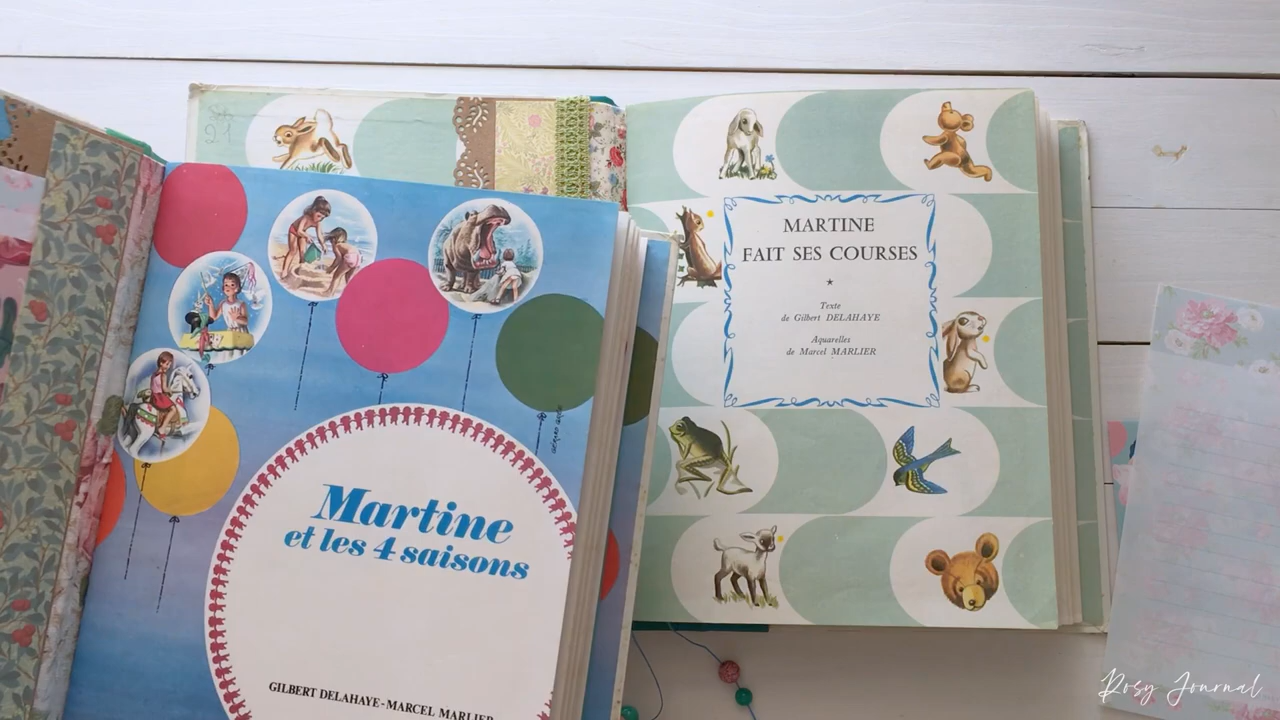 21
MARTINE
FAIT SES COURSES
Texte
de Gilbert DELAHAYE
Aquarelles
de Marcel MARLIER
Martine
et les 4 saisons
GILBERT DELAHAYE-MARCEL MARLIER
Rosy Journal